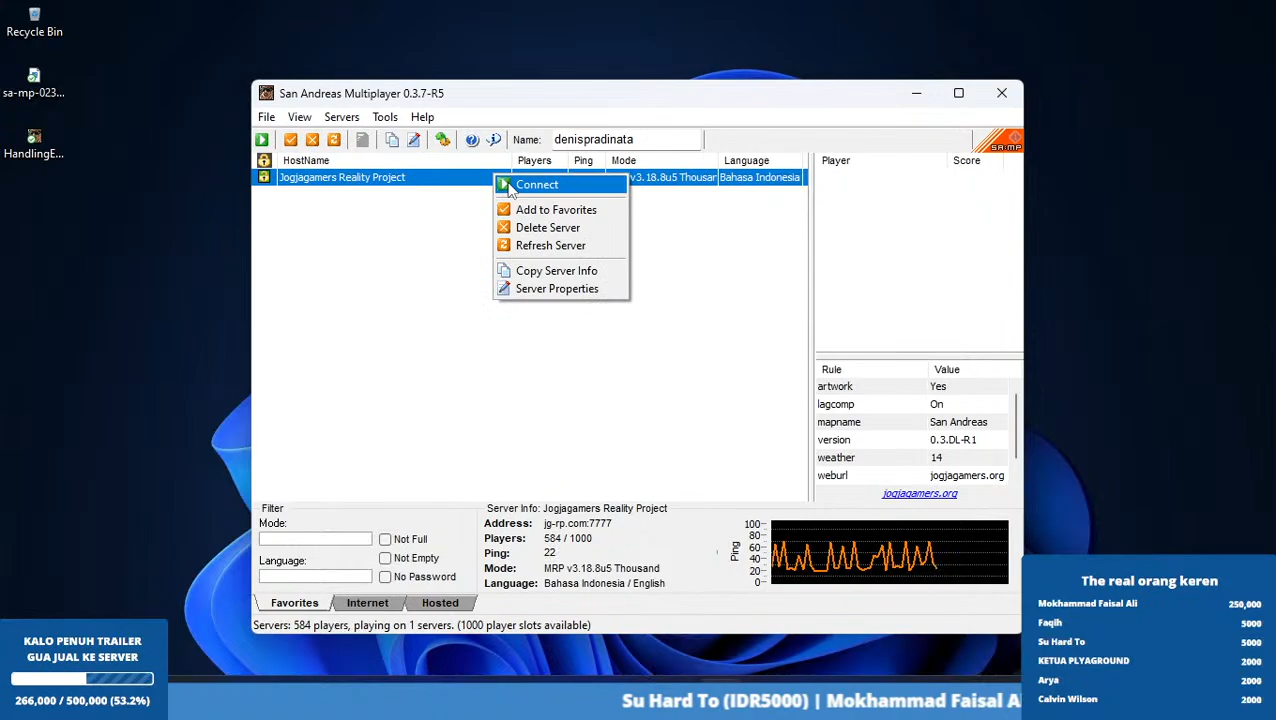 Recycle Bin
sa-mp-023...
HandlingE...
San Andreas Multiplayer 0.3.7-R5
File View Servers Tools Help
Name: denispradinata
SA:MP
HostName Players Ping Mode Language
Jogjagamers Reality Project v3.18.8u5 Thousan Bahasa Indonesia
Connect
Add to Favorites
Delete Server
Refresh Server
Copy Server Info
Server Properties
Player Score
Rule Value
artwork Yes
lagcomp On
mapname San Andreas
version 0.3.DL-R1
weather 14
weburl jogjagamers.org
jogjagamers.org
Filter
Mode:
Not Full
Not Empty
Language:
No Password
Server Info: Jogjagamers Reality Project
Address: jg-rp.com:7777
Players: 584 / 1000
Ping: 22
Mode: MRP v3.18.8u5 Thousand
Language: Bahasa Indonesia / English
Ping
100
80
60
40
20
0
Favorites Internet Hosted
Servers: 584 players, playing on 1 servers. (1000 player slots available)
KALO PENUH TRAILER
GUA JUAL KE SERVER
266,000 / 500,000 (53.2%)
The real orang keren
Mokhammad Faisal Ali 250,000
Faqih 5000
Su Hard To 5000
KETUA PLYAGROUND 2000
Arya 2000
Calvin Wilson 2000
Su Hard To (IDR5000) | Mokhammad Faisal A